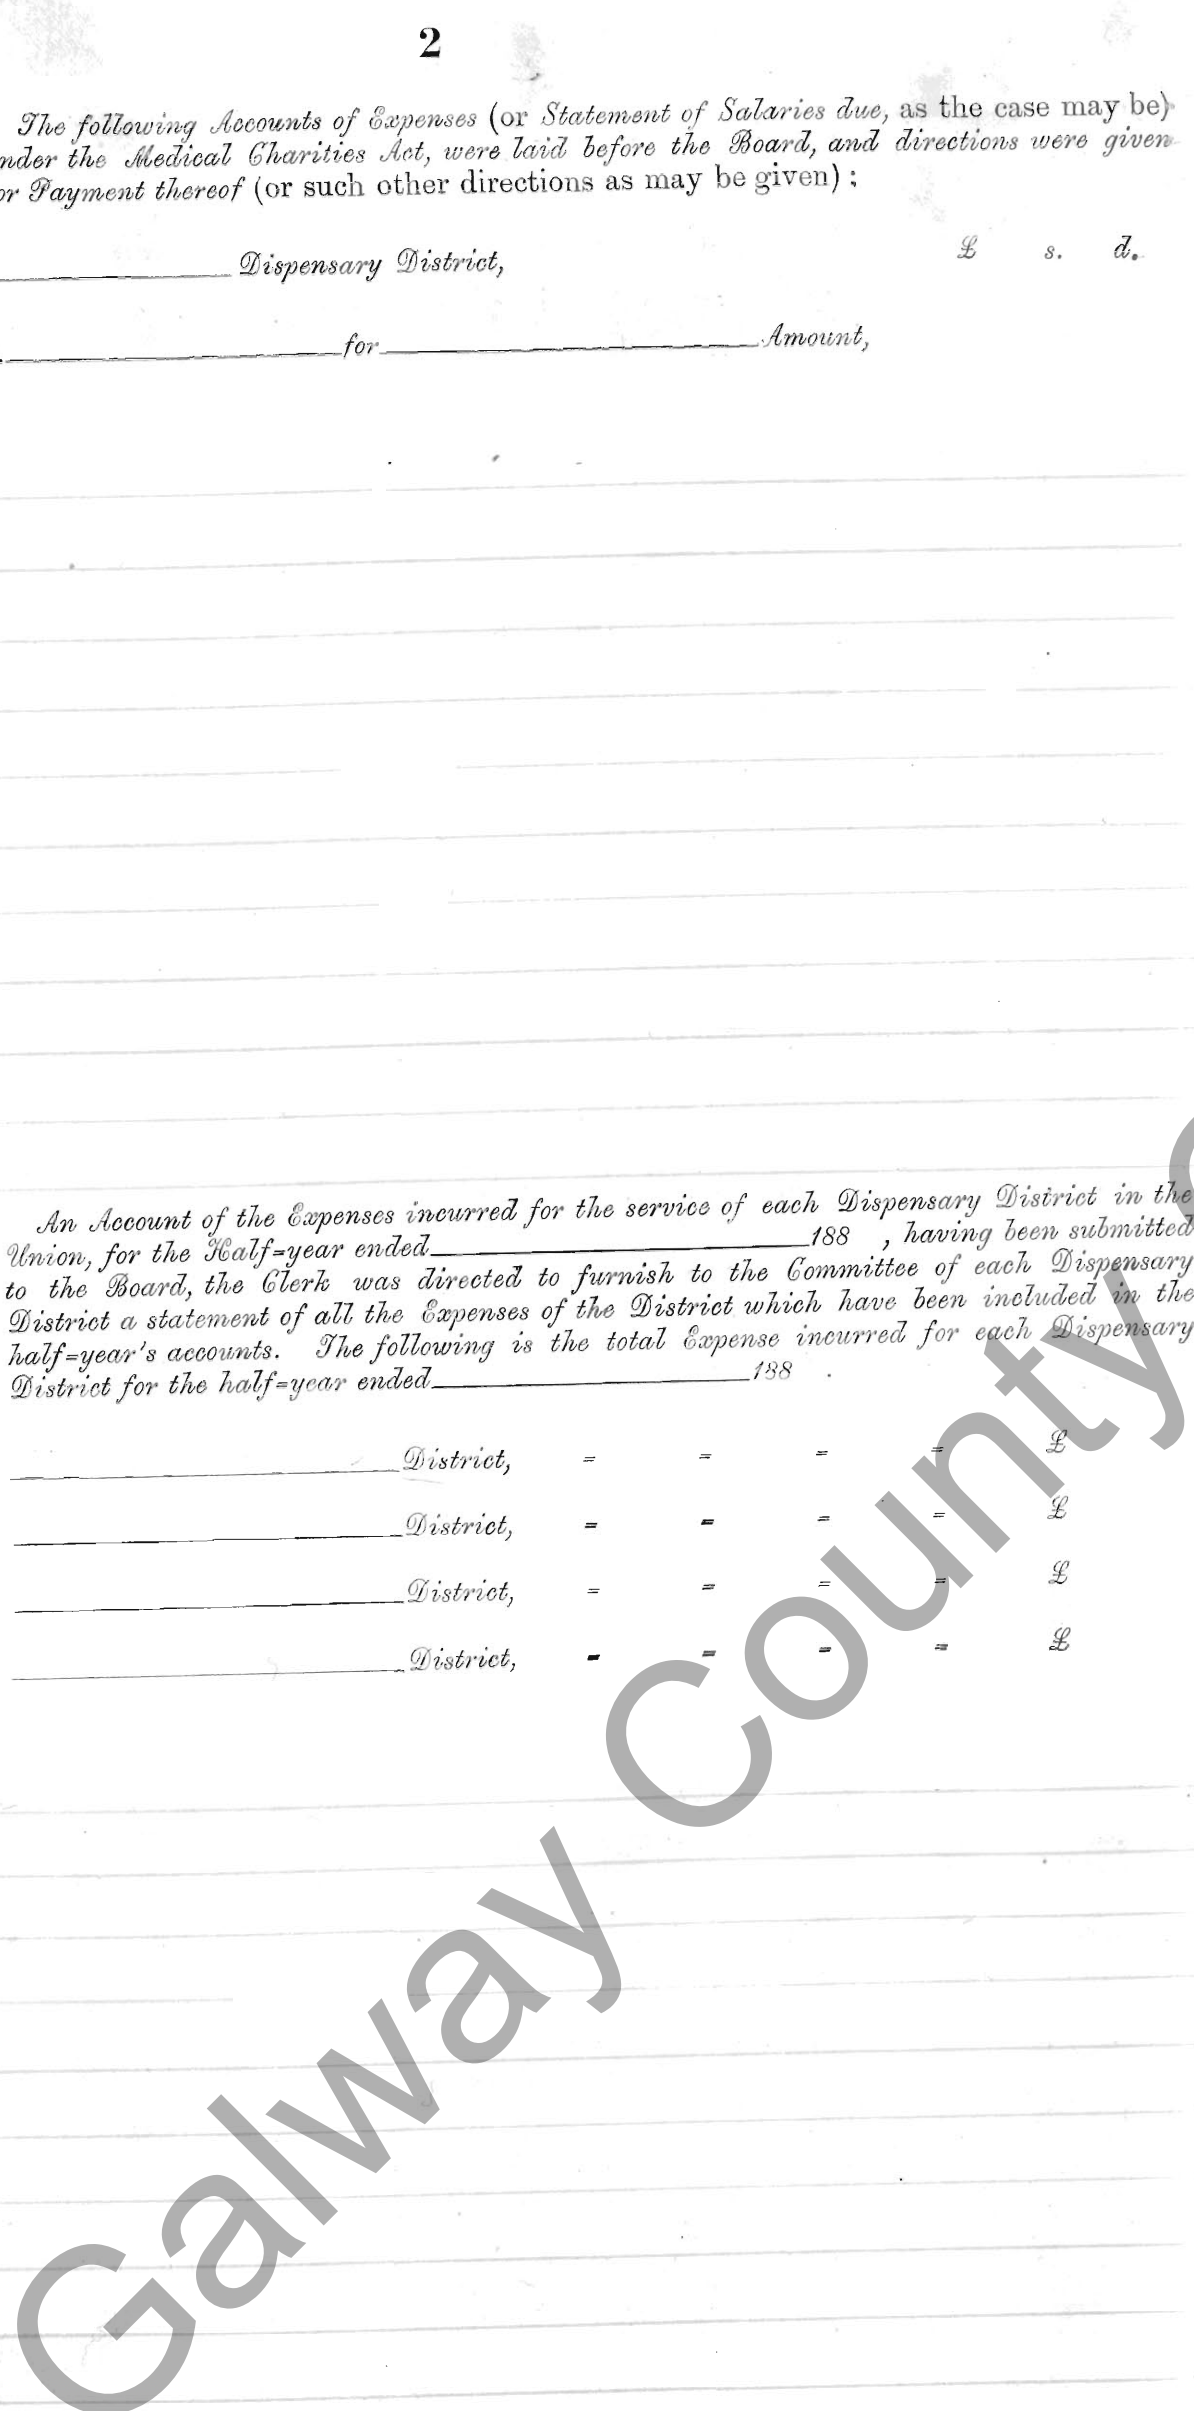 2
The following Accounts of Expenses (or Statement of Salaries due, as the case may be)
nder the Medical Charities Act, were laid before the Board, and directions were given
or Payment thereof (or such other directions as may be given) ;
Dispensary District, £ s. d.
for Amount,
An Account of the Expenses incurred for the service of each Dispensary District in the
Union, for the Half=year ended 188 , having been submitted
to the Board, the Clerk was directed to furnish to the Committee of each Dispensary
District a statement of all the Expenses of the District which have been included in the
half=year's accounts. The following is the total Expense incurred for each Dispensary
District for the half=year ended 188 .
District, = = = = £
District, = = = = £
District, = = = = £
District, = = = = £
Galway County